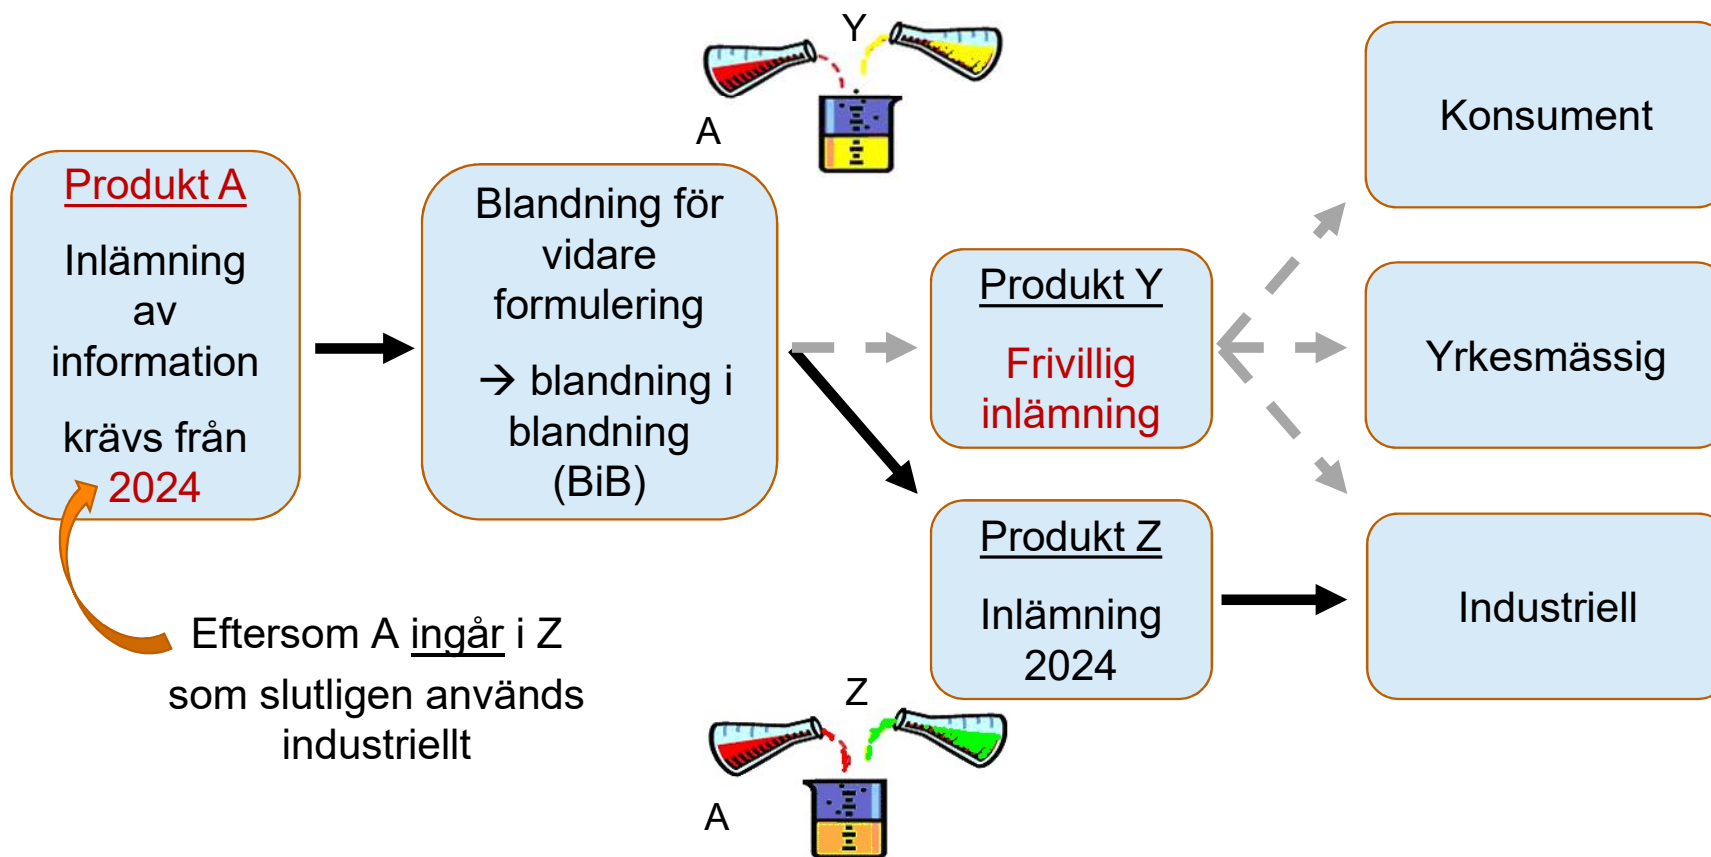 Produkt A
Inlämning
av
information
krävs från
2024
Eftersom A ingår i Z
som slutligen används
industriellt
Blandning för
vidare
formulering
→ blandning i
blandning
(BiB)
Y
A
Produkt Y
Frivillig
inlämning
Produkt Z
Inlämning
2024
Z
A
Konsument
Yrkesmässig
Industriell